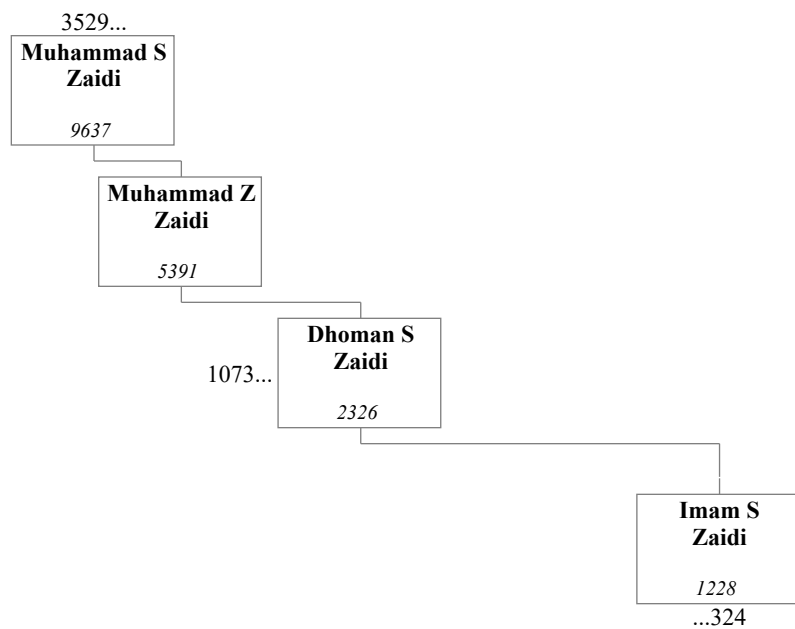 3529...
Muhammad S
Zaidi
9637
Muhammad Z
Zaidi
5391
Dhoman S
Zaidi
1073...
2326
Imam S
Zaidi
1228
...324